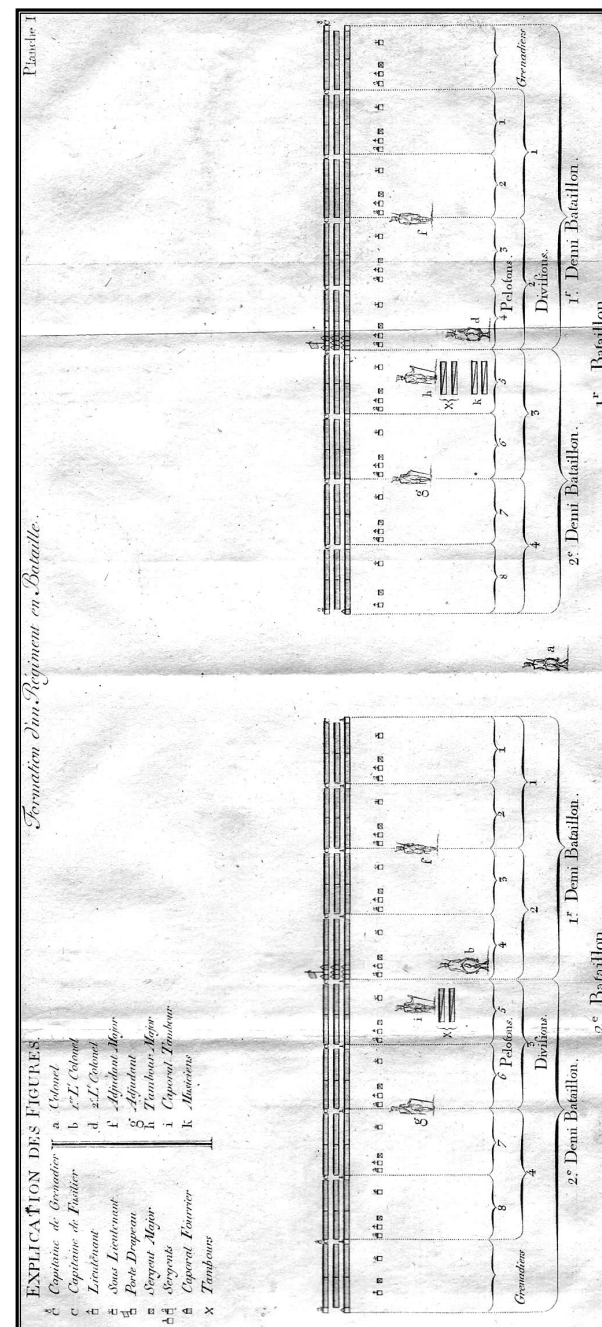 Planche I
Formation d'un Régiment en Bataille.
EXPLICATION DES FIGURES.
c Capitaine de Grenadier
c Capitaine de Fusilier
Lieutenant
Sous Lieutenant
Porte Drapeau
Sergent Major
Sergents
Caporal Fourrier
X Tambours
a Colonel
b 1er Lt Colonel
d 2e Lt Colonel
f Adjudant Major
g Adjudant
h Tambour Major
i Caporal Tambour
k Musiciens
g i b f a g h d f
X X k
Grenadiers 8 7 6 5 4 3 2 1
Pelotons.
4 3 2 1
Divisions.
2e Demi Bataillon. 1r Demi Bataillon.
2e Bataillon
8 7 6 5 4 3 2 1 Grenadiers
Pelotons.
4 3 2 1
Divisions.
2e Demi Bataillon. 1r Demi Bataillon.
1r Bataillon